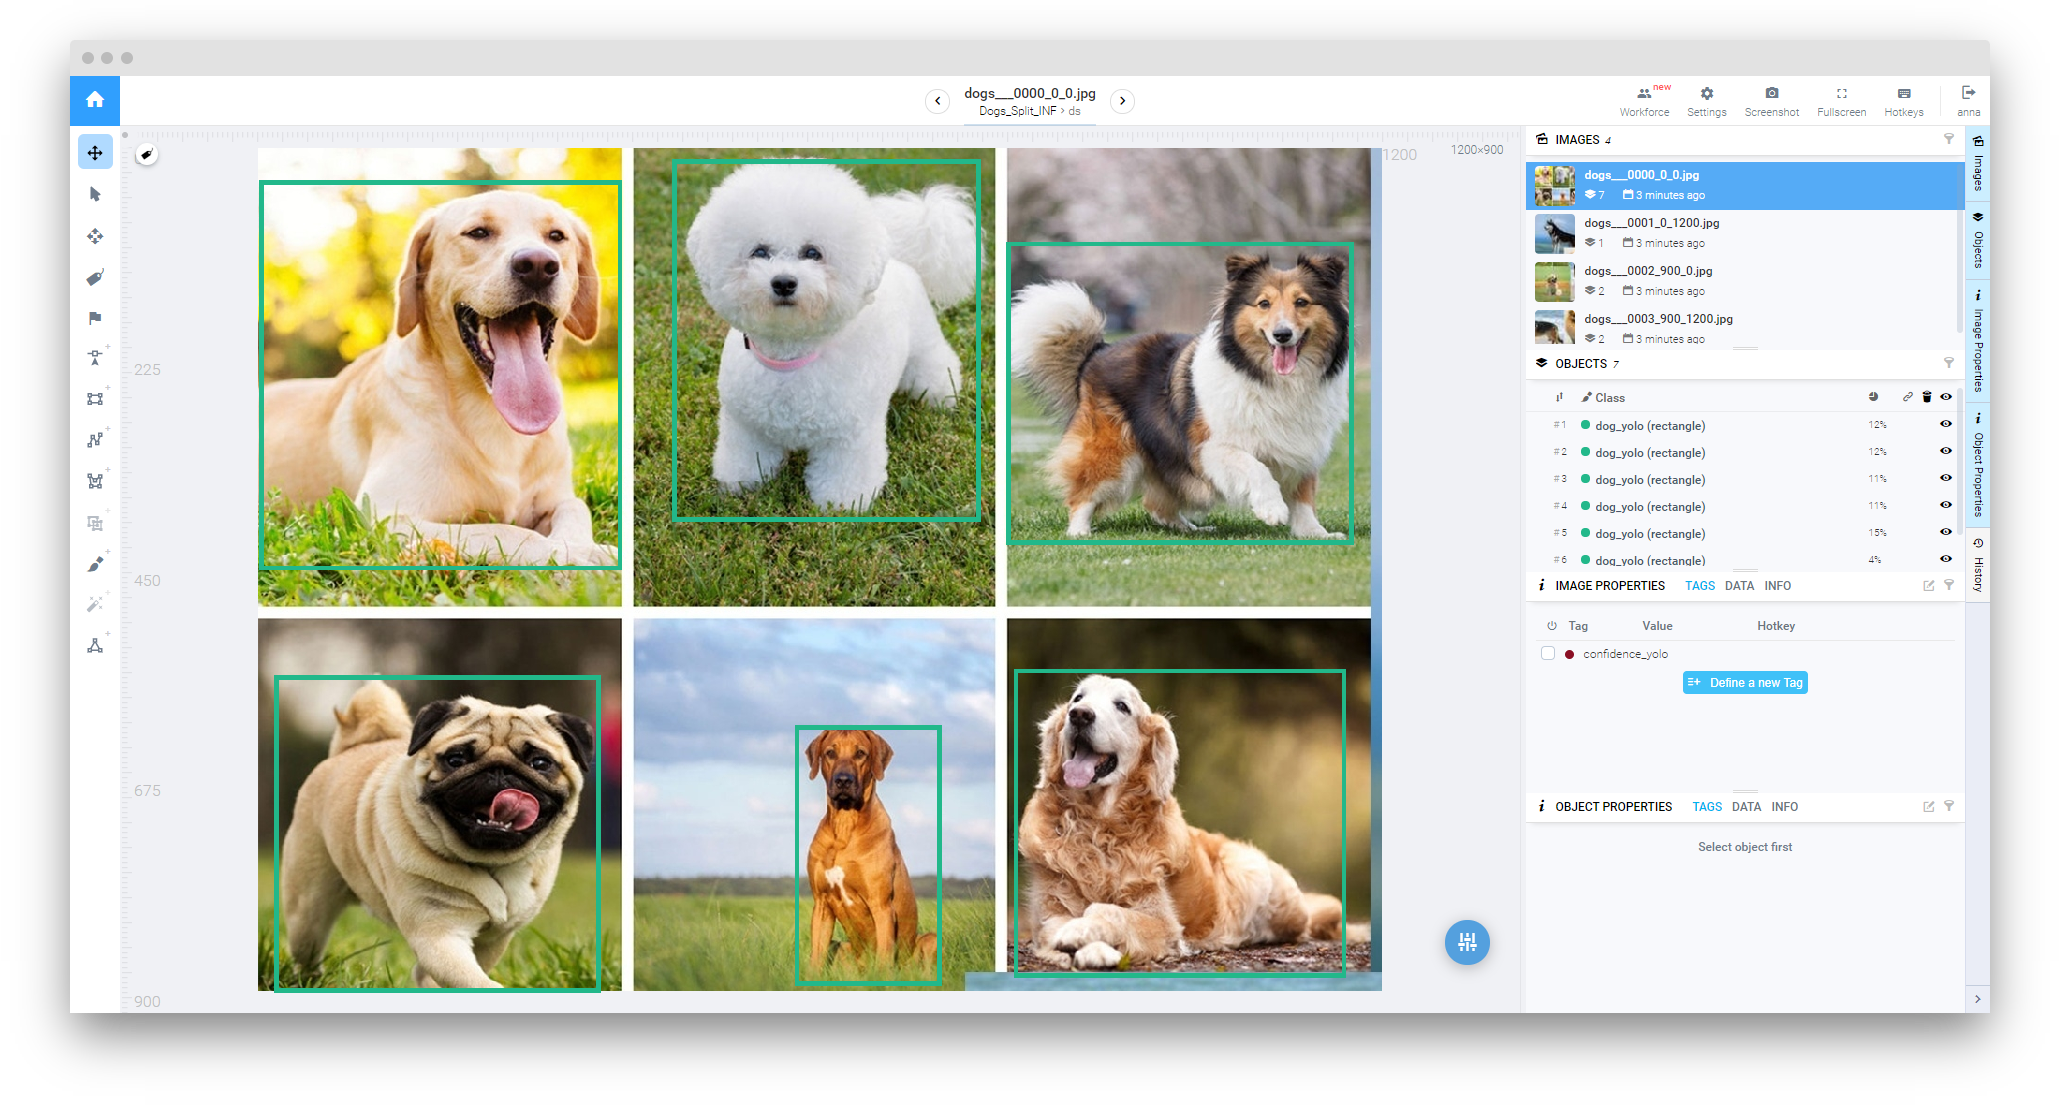 dogs___0000_0_0.jpg
Dogs_Split_INF > ds
new
Workforce
Settings
Screenshot
Fullscreen
Hotkeys
anna
1200
1200×900
225
450
675
900
IMAGES 4
dogs___0000_0_0.jpg
7 3 minutes ago
dogs___0001_0_1200.jpg
1 3 minutes ago
dogs___0002_900_0.jpg
2 3 minutes ago
dogs___0003_900_1200.jpg
2 3 minutes ago
OBJECTS 7
Class
#1 dog_yolo (rectangle) 12%
#2 dog_yolo (rectangle) 12%
#3 dog_yolo (rectangle) 11%
#4 dog_yolo (rectangle) 11%
#5 dog_yolo (rectangle) 15%
#6 dog_yolo (rectangle) 4%
IMAGE PROPERTIES TAGS DATA INFO
Tag Value Hotkey
confidence_yolo
Define a new Tag
OBJECT PROPERTIES TAGS DATA INFO
Select object first
Images
Objects
Image Properties
Object Properties
History